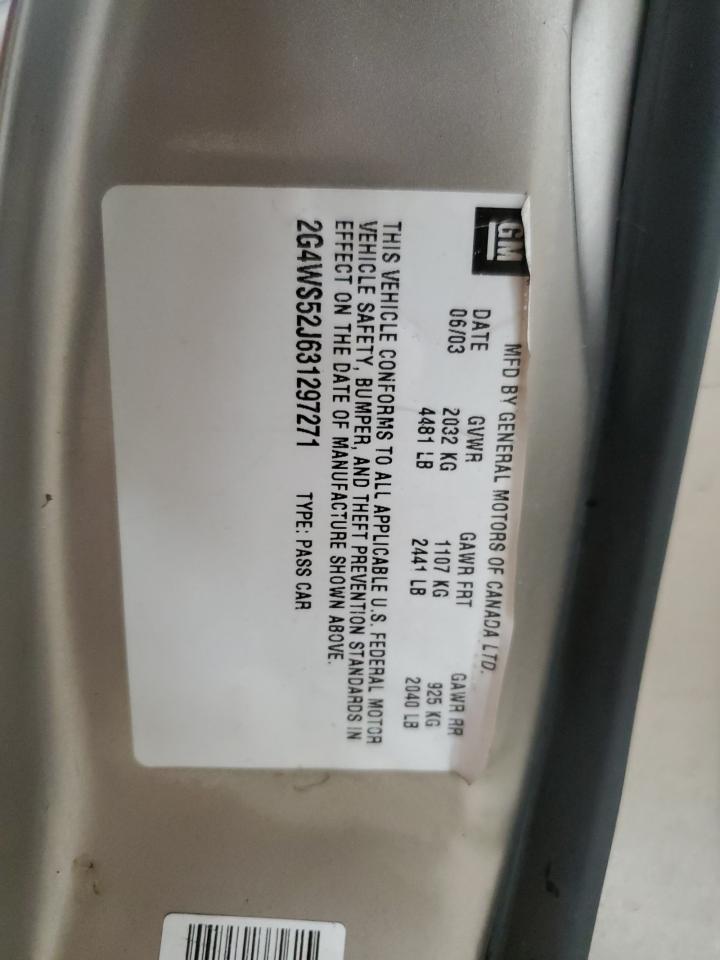 GM
MFD BY GENERAL MOTORS OF CANADA LTD.
DATE GVWR GAWR FRT GAWR RR
06/03 2032 KG 1107 KG 925 KG
4481 LB 2441 LB 2040 LB
THIS VEHICLE CONFORMS TO ALL APPLICABLE U.S. FEDERAL MOTOR
VEHICLE SAFETY, BUMPER, AND THEFT PREVENTION STANDARDS IN
EFFECT ON THE DATE OF MANUFACTURE SHOWN ABOVE.
2G4WS52J631297271 TYPE: PASS CAR